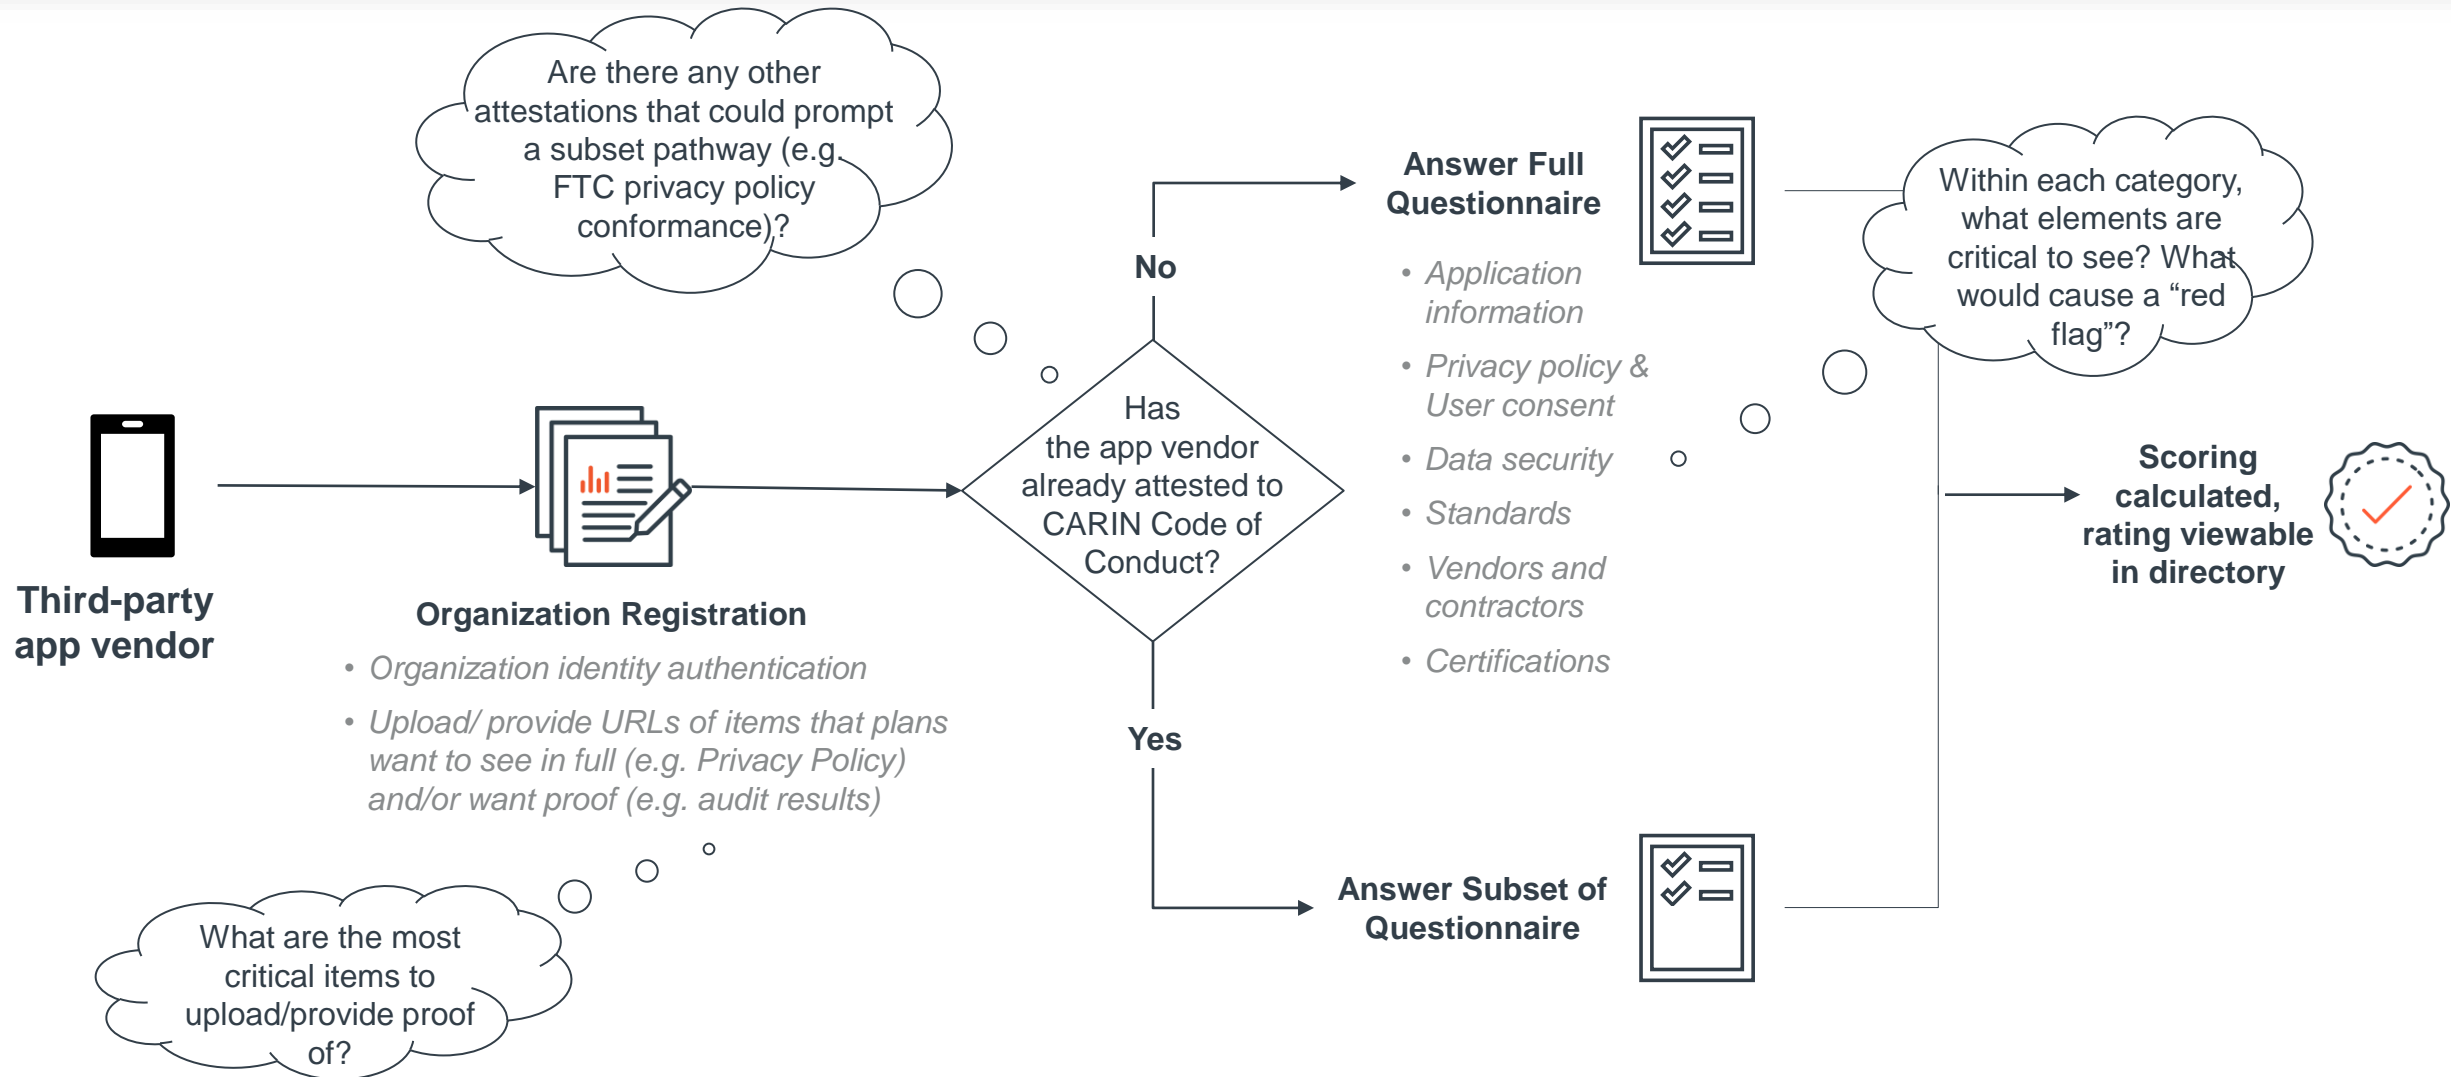 Are there any other
attestations that could prompt
a subset pathway (e.g.
FTC privacy policy
conformance)?
Third-party
app vendor
Organization Registration
• Organization identity authentication
• Upload/ provide URLs of items that plans
want to see in full (e.g. Privacy Policy)
and/or want proof (e.g. audit results)
What are the most
critical items to
upload/provide proof
of?
Has
the app vendor
already attested to
CARIN Code of
Conduct?
No
Yes
Answer Full
Questionnaire
• Application
information
• Privacy policy &
User consent
• Data security
• Standards
• Vendors and
contractors
• Certifications
Answer Subset of
Questionnaire
Within each category,
what elements are
critical to see? What
would cause a “red
flag”?
Scoring
calculated,
rating viewable
in directory